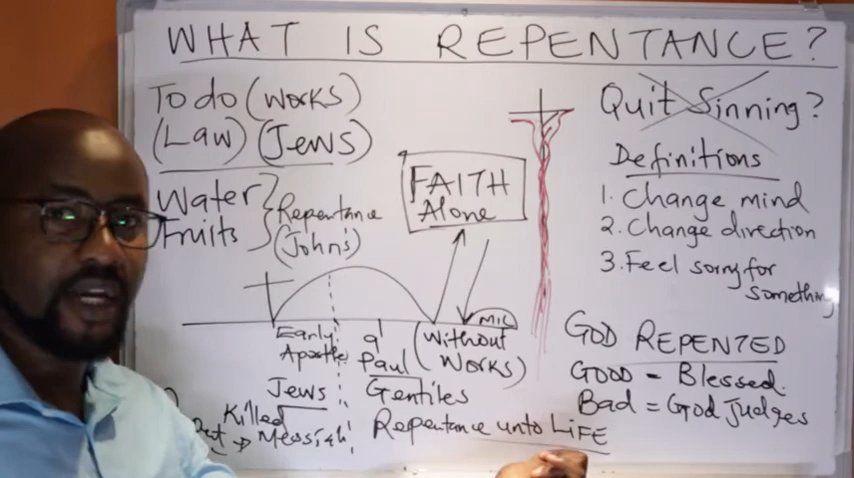 WHAT IS REPENTANCE?
To do (Works)
(Law) (Jews)
Water
Fruits
Repentance
(John's)
FAITH
Alone
Early
Apostles
Jews
Killed
Messiah
Paul
Gentiles
(Without
Works)
MIL
Repentance unto LIFE
Quit Sinning?
Definitions
1. Change mind
2. Change direction
3. Feel sorry for
something
GOD REPENTED
GOOD - Blessed.
Bad = God Judges